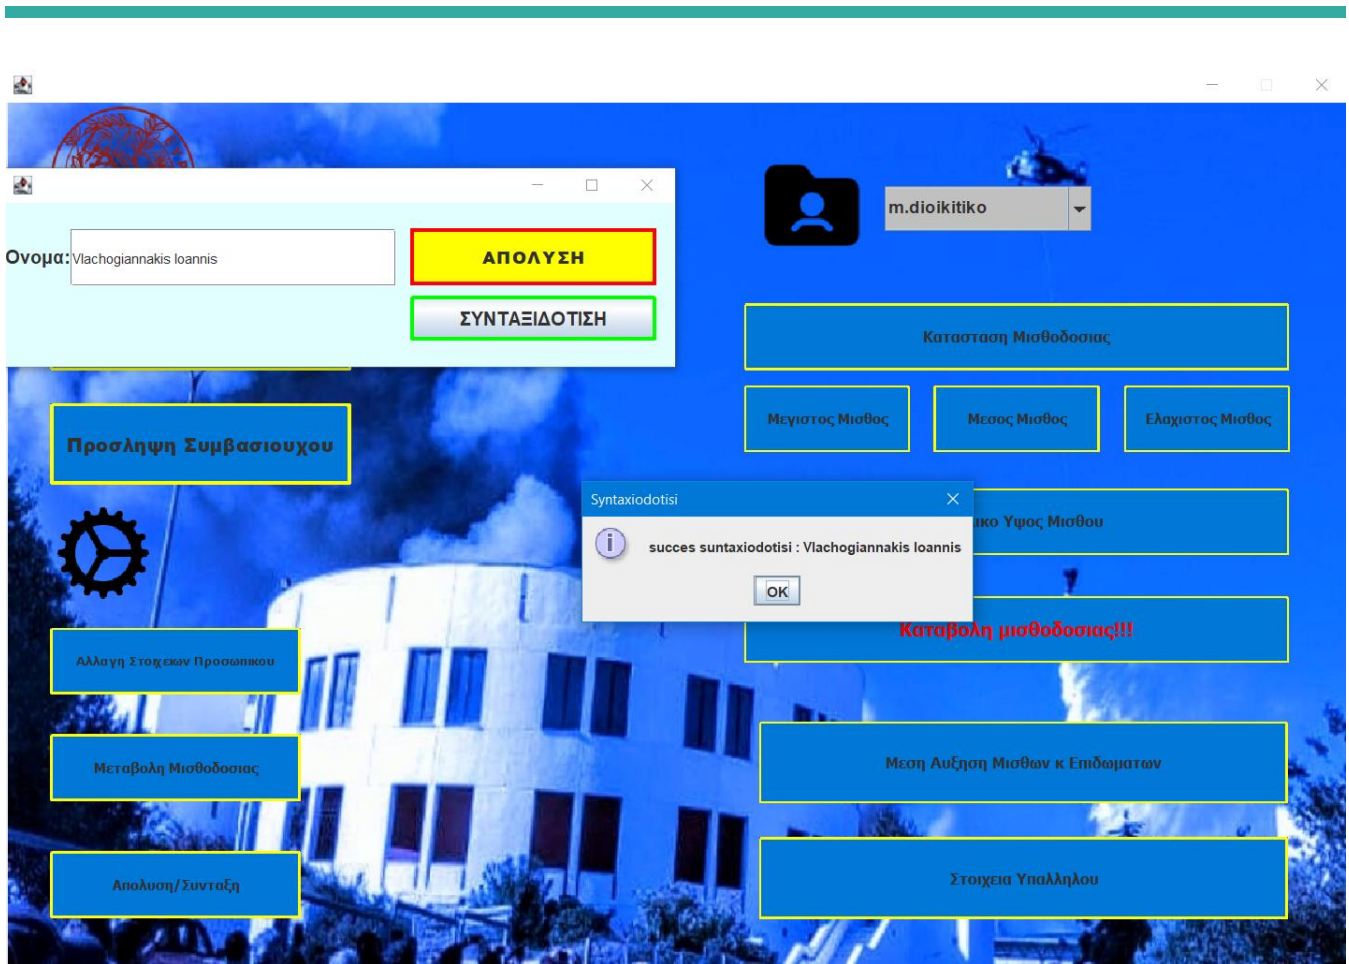 m.dioikitiko
Ονομα:
Vlachogiannakis Ioannis
ΑΠΟΛΥΣΗ
ΣΥΝΤΑΞΙΔΟΤΙΣΗ
Κατασταση Μισθοδοσιας
Μεγιστος Μισθος
Μεσος Μισθος
Ελαχιστος Μισθος
Προσληψη Συμβασιουχου
Syntaxiodotisi
succes suntaxiodotisi : Vlachogiannakis Ioannis
OK
Υψος Μισθου
Καταβολη μισθοδοσιας!!!
Αλλαγη Στοιχειων Προσωπικου
Μεταβολη Μισθοδοσιας
Μεση Αυξηση Μισθων κ Επιδωματων
Απολυση/Συνταξη
Στοιχεια Υπαλληλου